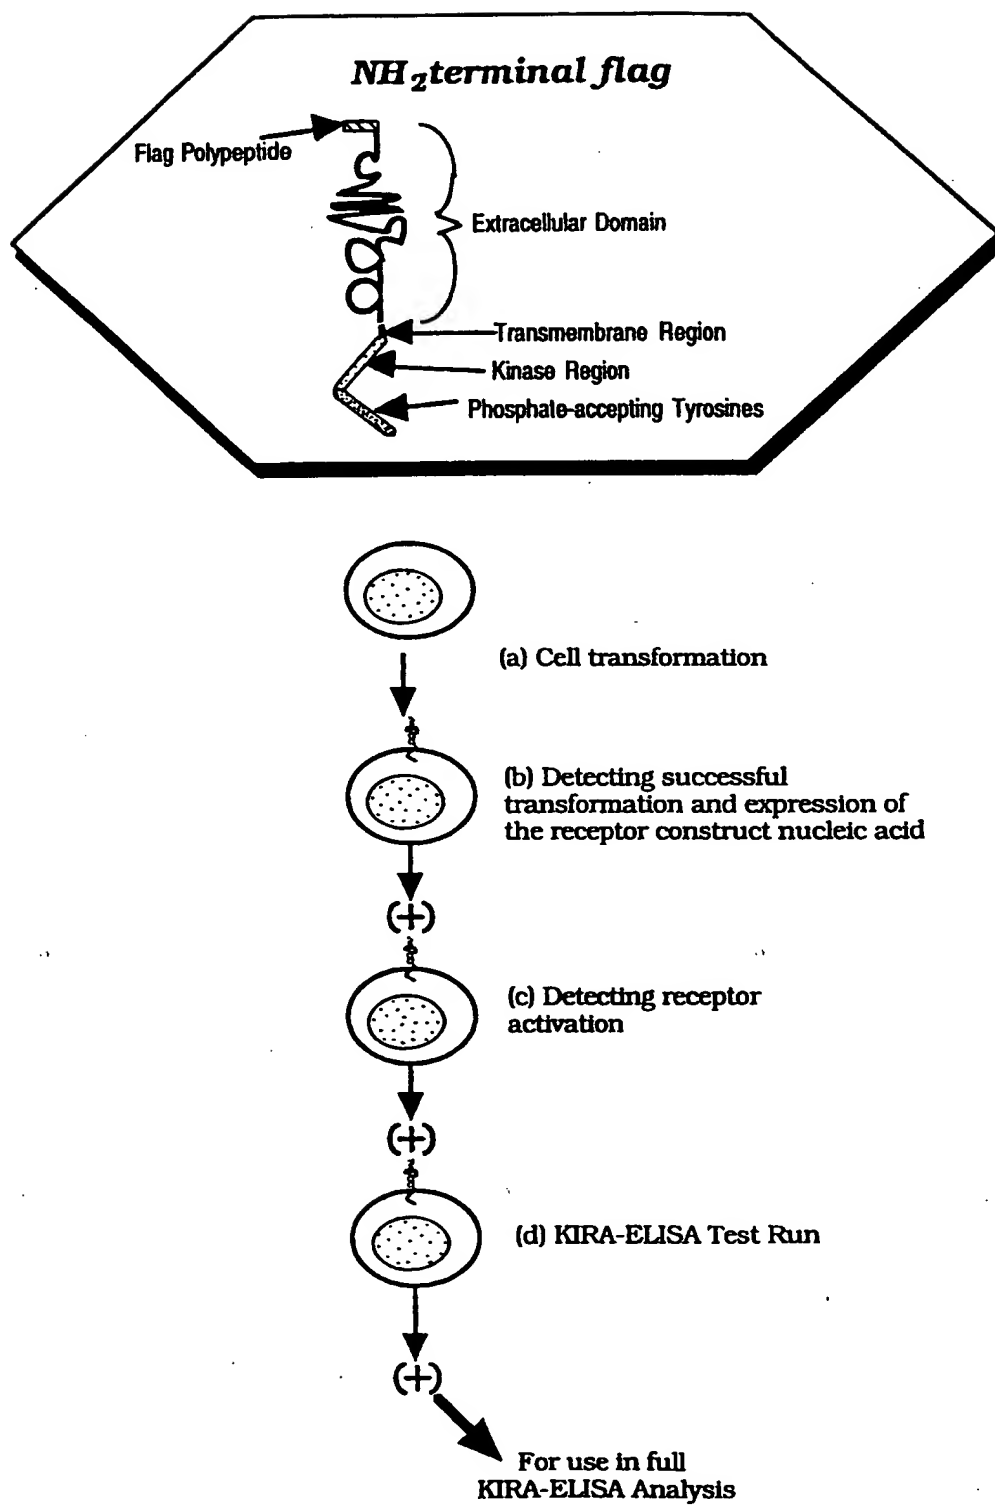 NH2 terminal flag
Flag Polypeptide
Extracellular Domain
Transmembrane Region
Kinase Region
Phosphate-accepting Tyrosines
(a) Cell transformation
(b) Detecting successful
transformation and expression of
the receptor construct nucleic acid
(+)
(c) Detecting receptor
activation
(+)
(d) KIRA-ELISA Test Run
(+)
For use in full
KIRA-ELISA Analysis